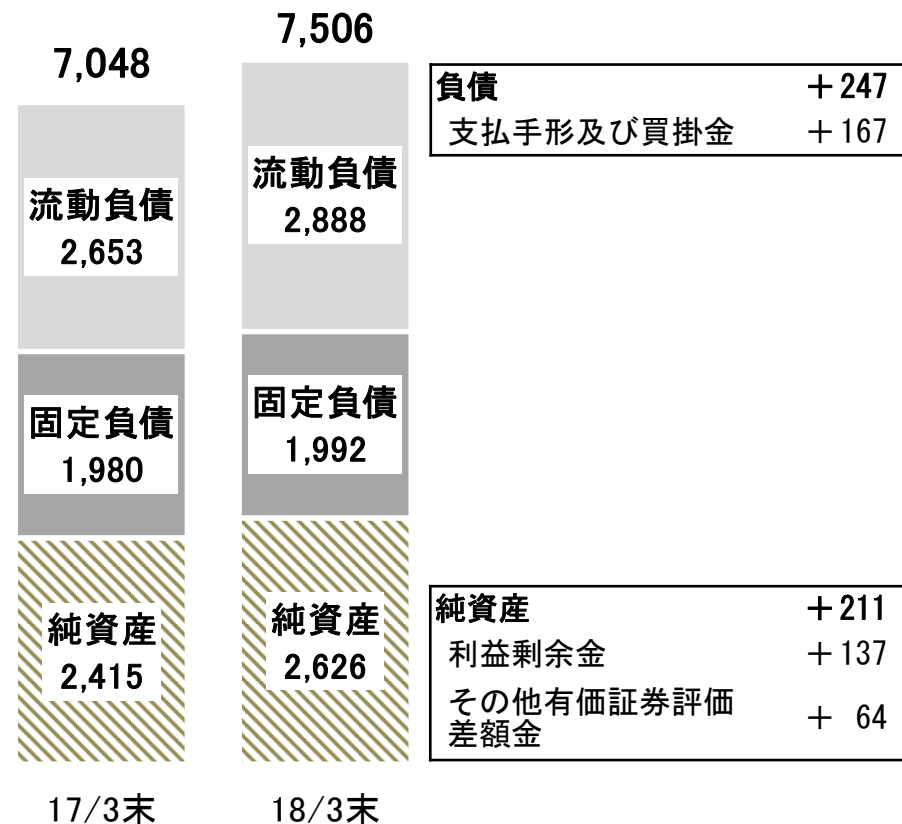 7,048
流動負債
2,653
固定負債
1,980
純資産
2,415
17/3末
7,506
流動負債
2,888
固定負債
1,992
純資産
2,626
18/3末
負債 +247
支払手形及び買掛金 +167
純資産 +211
利益剰余金 +137
その他有価証券評価
差額金 + 64